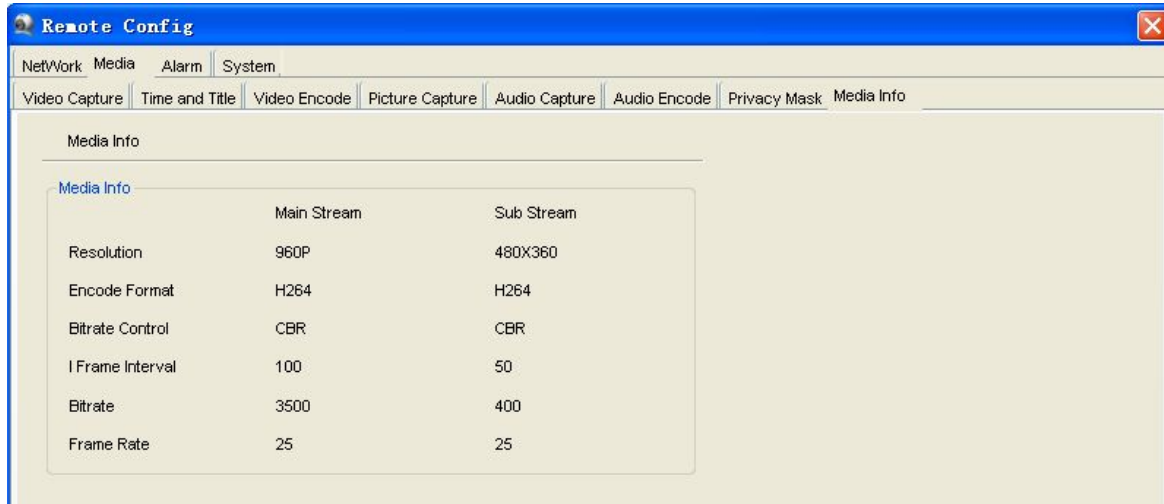 Remote Config
NetWork Media Alarm System
Video Capture Time and Title Video Encode Picture Capture Audio Capture Audio Encode Privacy Mask Media Info
Media Info
Media Info
Main Stream Sub Stream
Resolution 960P 480X360
Encode Format H264 H264
Bitrate Control CBR CBR
I Frame Interval 100 50
Bitrate 3500 400
Frame Rate 25 25